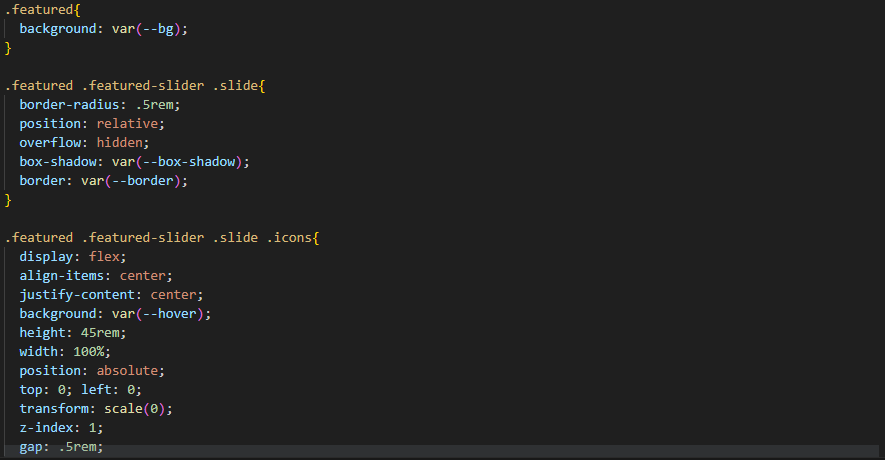 .featured{
background: var(--bg);
}
.featured .featured-slider .slide{
border-radius: .5rem;
position: relative;
overflow: hidden;
box-shadow: var(--box-shadow);
border: var(--border);
}
.featured .featured-slider .slide .icons{
display: flex;
align-items: center;
justify-content: center;
background: var(--hover);
height: 45rem;
width: 100%;
position: absolute;
top: 0; left: 0;
transform: scale(0);
z-index: 1;
gap: .5rem;